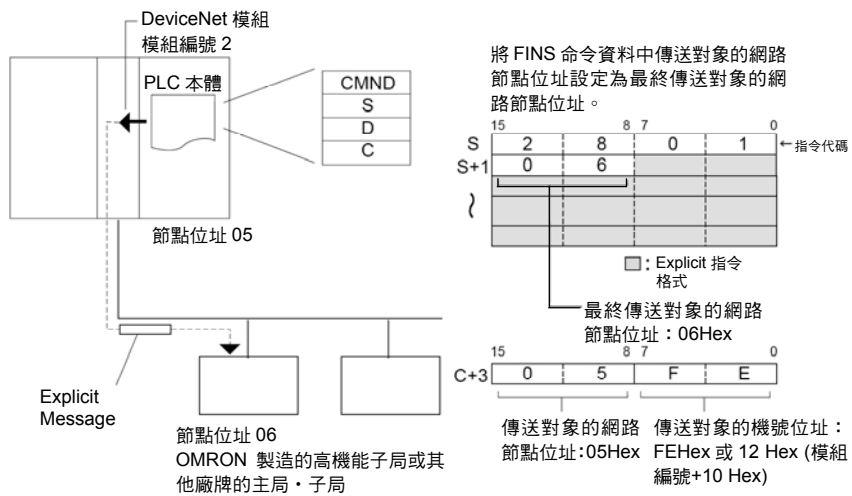 DeviceNet 模組
模組編號 2
PLC 本體
CMND
S
D
C
節點位址 05
Explicit
Message
節點位址 06
OMRON 製造的高機能子局或其
他廠牌的主局・子局
將 FINS 命令資料中傳送對象的網路
節點位址設定為最終傳送對象的網
路節點位址。
15 8 7 0
S 2 8 0 1 ←指令代碼
S+1 0 6
~
: Explicit 指令
格式
最終傳送對象的網路
節點位址：06Hex
15 8 7 0
C+3 0 5 F E
傳送對象的網路
節點位址:05Hex
傳送對象的機號位址：
FEHex 或 12 Hex (模組
編號+10 Hex)